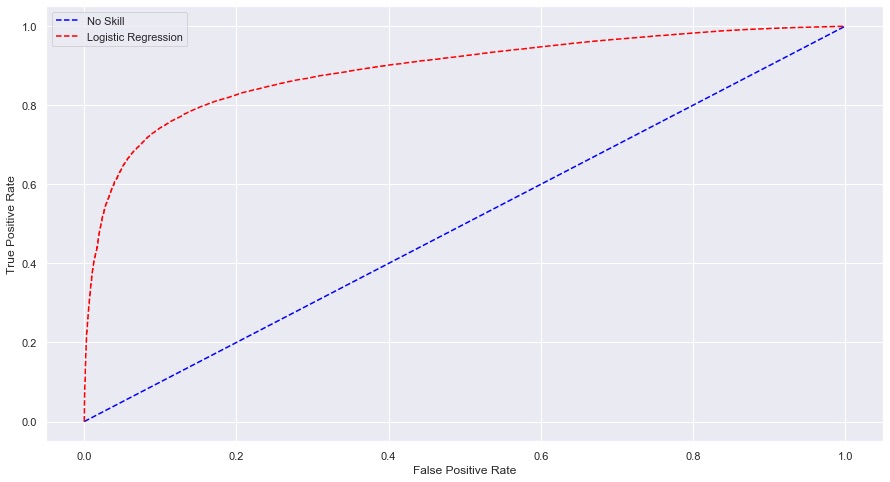 No Skill
Logistic Regression
1.0
0.8
0.6
0.4
0.2
0.0
True Positive Rate
0.0 0.2 0.4 0.6 0.8 1.0
False Positive Rate